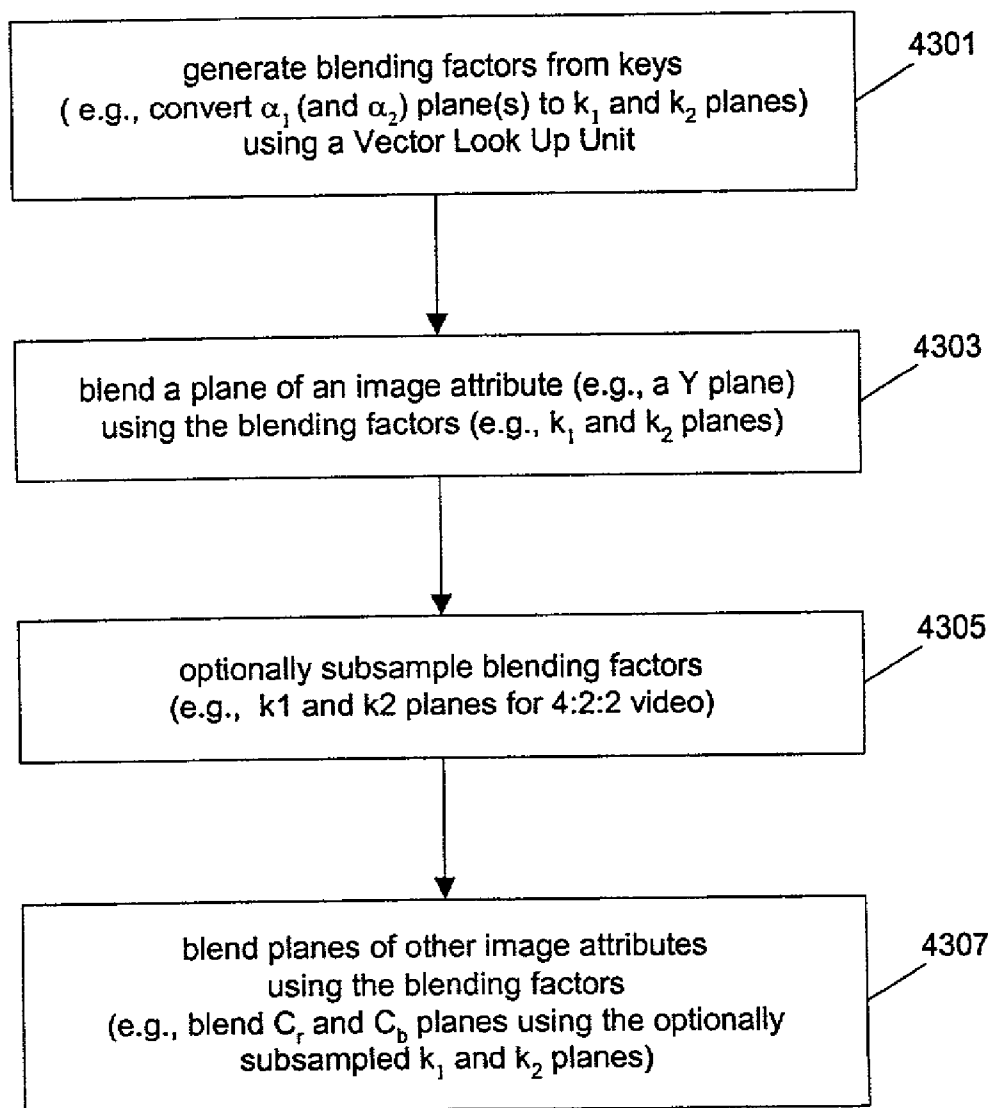 generate blending factors from keys
( e.g., convert α₁ (and α₂) plane(s) to k₁ and k₂ planes)
using a Vector Look Up Unit
4301
blend a plane of an image attribute (e.g., a Y plane)
using the blending factors (e.g., k₁ and k₂ planes)
4303
optionally subsample blending factors
(e.g., k1 and k2 planes for 4:2:2 video)
4305
blend planes of other image attributes
using the blending factors
(e.g., blend Cᵣ and C_b planes using the optionally
subsampled k₁ and k₂ planes)
4307